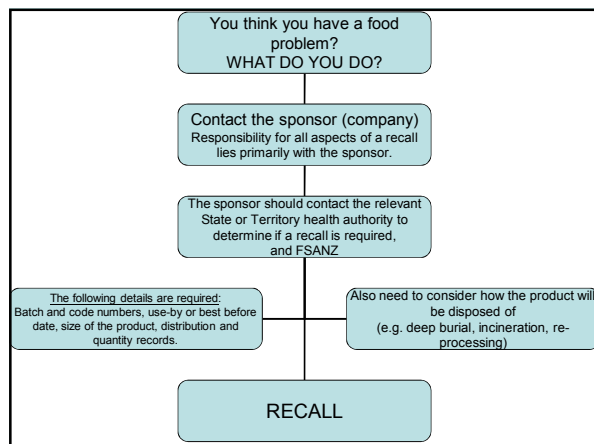 You think you have a food
problem?
WHAT DO YOU DO?
Contact the sponsor (company)
Responsibility for all aspects of a recall
lies primarily with the sponsor.
The sponsor should contact the relevant
State or Territory health authority to
determine if a recall is required,
and FSANZ
The following details are required:
Batch and code numbers, use-by or best before
date, size of the product, distribution and
quantity records.
Also need to consider how the product will
be disposed of
(e.g. deep burial, incineration, re-
processing)
RECALL